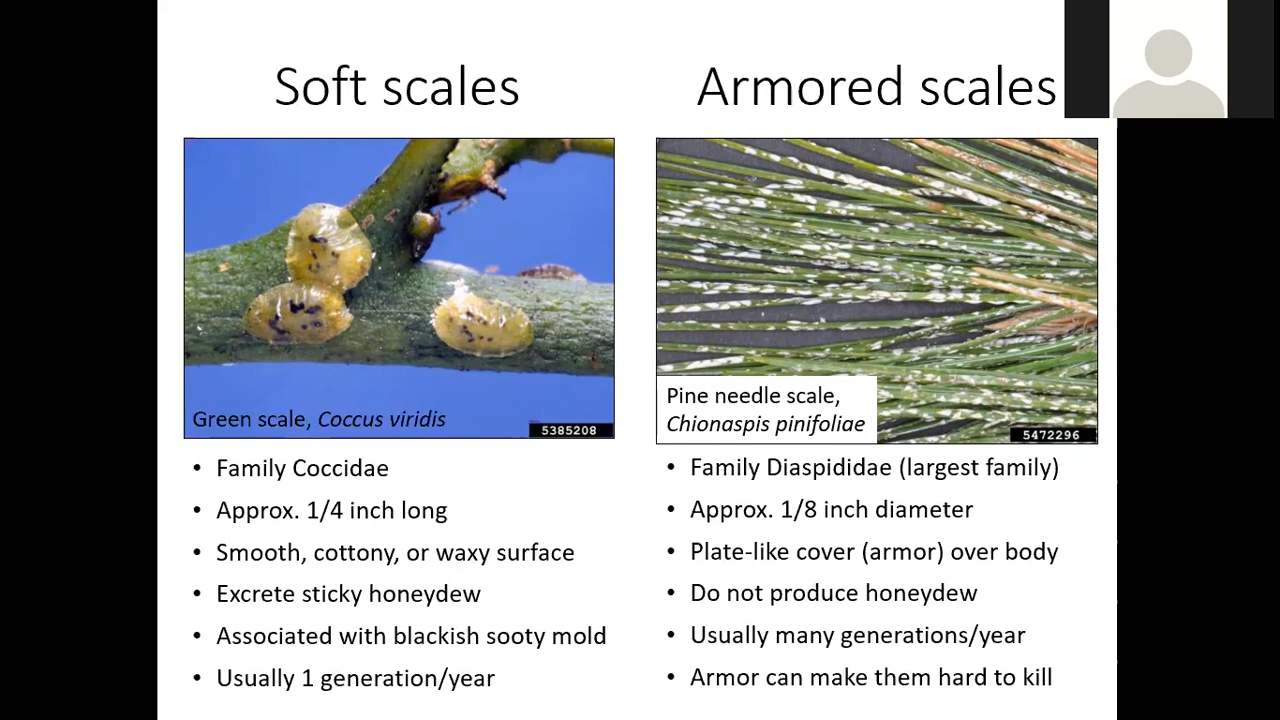 Soft scales
Green scale, Coccus viridis
5385208
• Family Coccidae
• Approx. 1/4 inch long
• Smooth, cottony, or waxy surface
• Excrete sticky honeydew
• Associated with blackish sooty mold
• Usually 1 generation/year
Armored scales
Pine needle scale,
Chionaspis pinifoliae
5472296
• Family Diaspididae (largest family)
• Approx. 1/8 inch diameter
• Plate-like cover (armor) over body
• Do not produce honeydew
• Usually many generations/year
• Armor can make them hard to kill